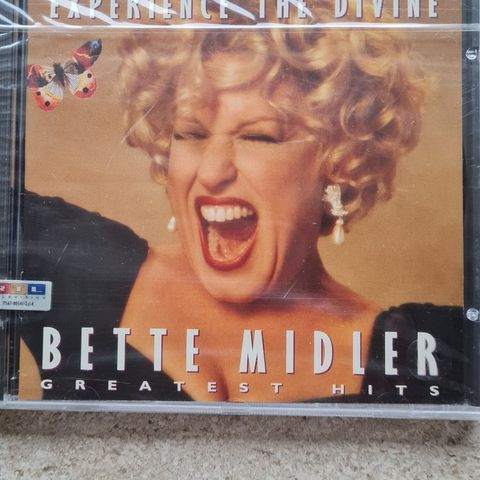 EXPERIENCE THE DIVINE
BETTE MIDLER
GREATEST HITS